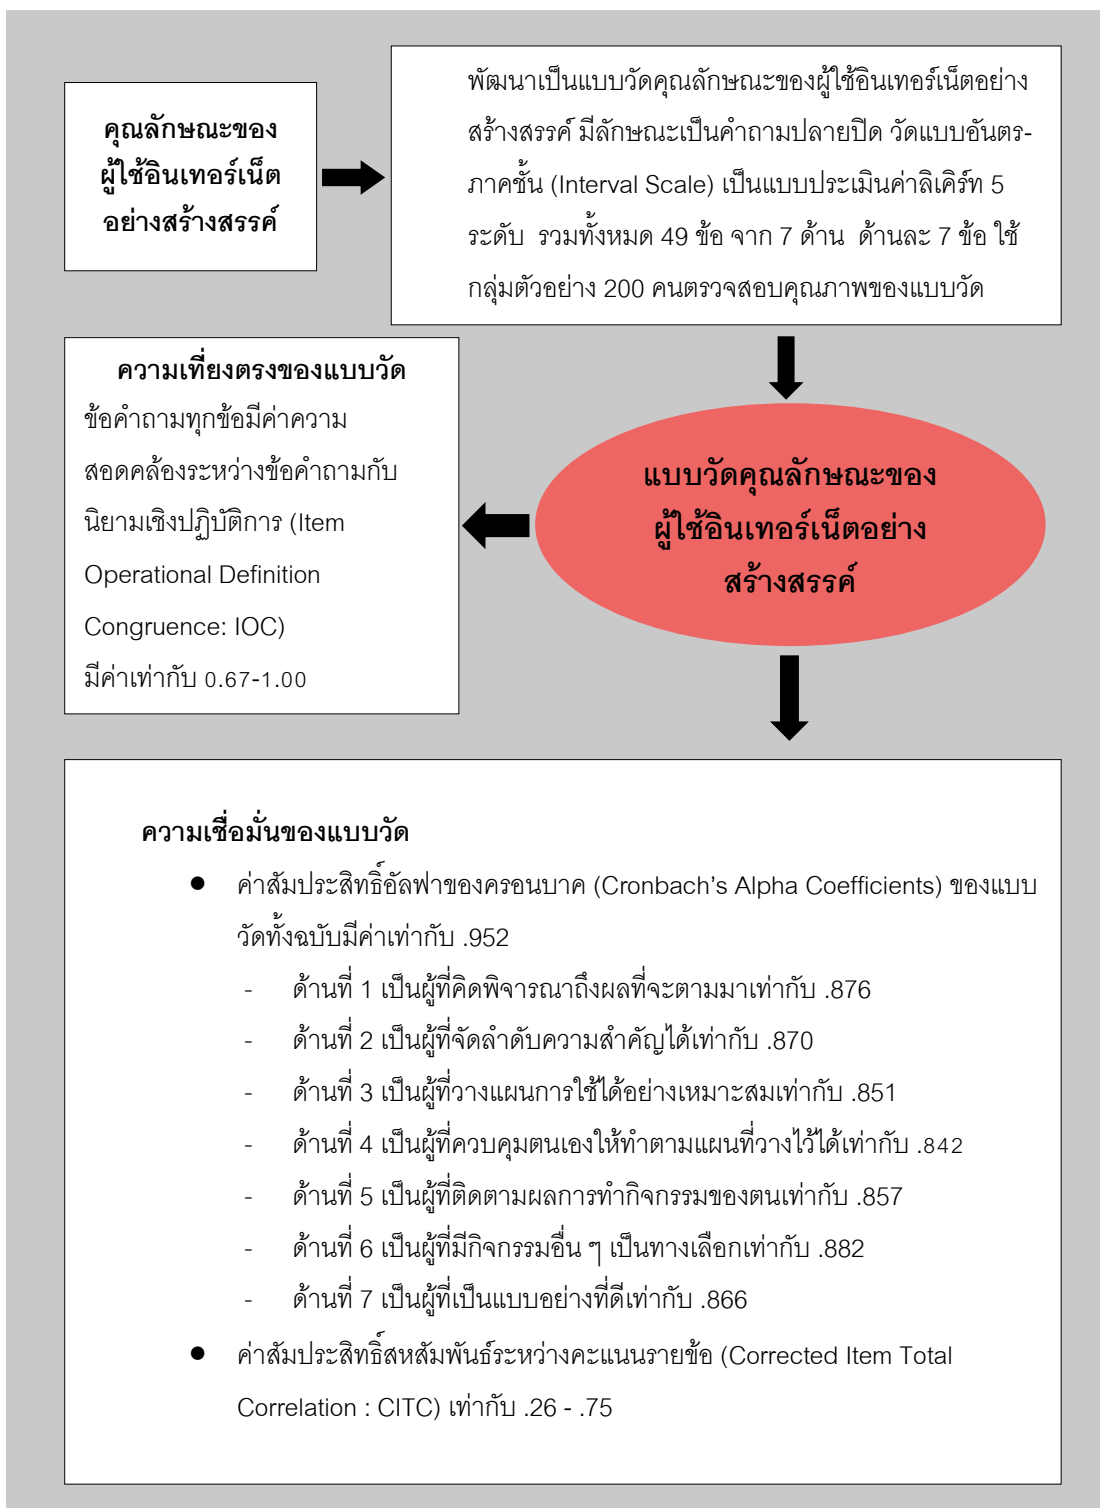 คุณลักษณะของ
ผู้ใช้อินเทอร์เน็ต
อย่างสร้างสรรค์
พัฒนาเป็นแบบวัดคุณลักษณะของผู้ใช้อินเทอร์เน็ตอย่าง
สร้างสรรค์ มีลักษณะเป็นคำถามปลายปิด วัดแบบอันตร-
ภาคชั้น (Interval Scale) เป็นแบบประเมินค่าลิเคิร์ท 5
ระดับ รวมทั้งหมด 49 ข้อ จาก 7 ด้าน ด้านละ 7 ข้อ ใช้
กลุ่มตัวอย่าง 200 คนตรวจสอบคุณภาพของแบบวัด
ความเที่ยงตรงของแบบวัด
ข้อคำถามทุกข้อมีค่าความ
สอดคล้องระหว่างข้อคำถามกับ
นิยามเชิงปฏิบัติการ (Item
Operational Definition
Congruence: IOC)
มีค่าเท่ากับ 0.67-1.00
แบบวัดคุณลักษณะของ
ผู้ใช้อินเทอร์เน็ตอย่าง
สร้างสรรค์
ความเชื่อมั่นของแบบวัด
● ค่าสัมประสิทธิ์อัลฟาของครอนบาค (Cronbach's Alpha Coefficients) ของแบบ
วัดทั้งฉบับมีค่าเท่ากับ .952
- ด้านที่ 1 เป็นผู้ที่คิดพิจารณาถึงผลที่จะตามมาเท่ากับ .876
- ด้านที่ 2 เป็นผู้ที่จัดลำดับความสำคัญได้เท่ากับ .870
- ด้านที่ 3 เป็นผู้ที่วางแผนการใช้ได้อย่างเหมาะสมเท่ากับ .851
- ด้านที่ 4 เป็นผู้ที่ควบคุมตนเองให้ทำตามแผนที่วางไว้ได้เท่ากับ .842
- ด้านที่ 5 เป็นผู้ที่ติดตามผลการทำกิจกรรมของตนเท่ากับ .857
- ด้านที่ 6 เป็นผู้ที่มีกิจกรรมอื่น ๆ เป็นทางเลือกเท่ากับ .882
- ด้านที่ 7 เป็นผู้ที่เป็นแบบอย่างที่ดีเท่ากับ .866
● ค่าสัมประสิทธิ์สหสัมพันธ์ระหว่างคะแนนรายข้อ (Corrected Item Total
Correlation : CITC) เท่ากับ .26 - .75